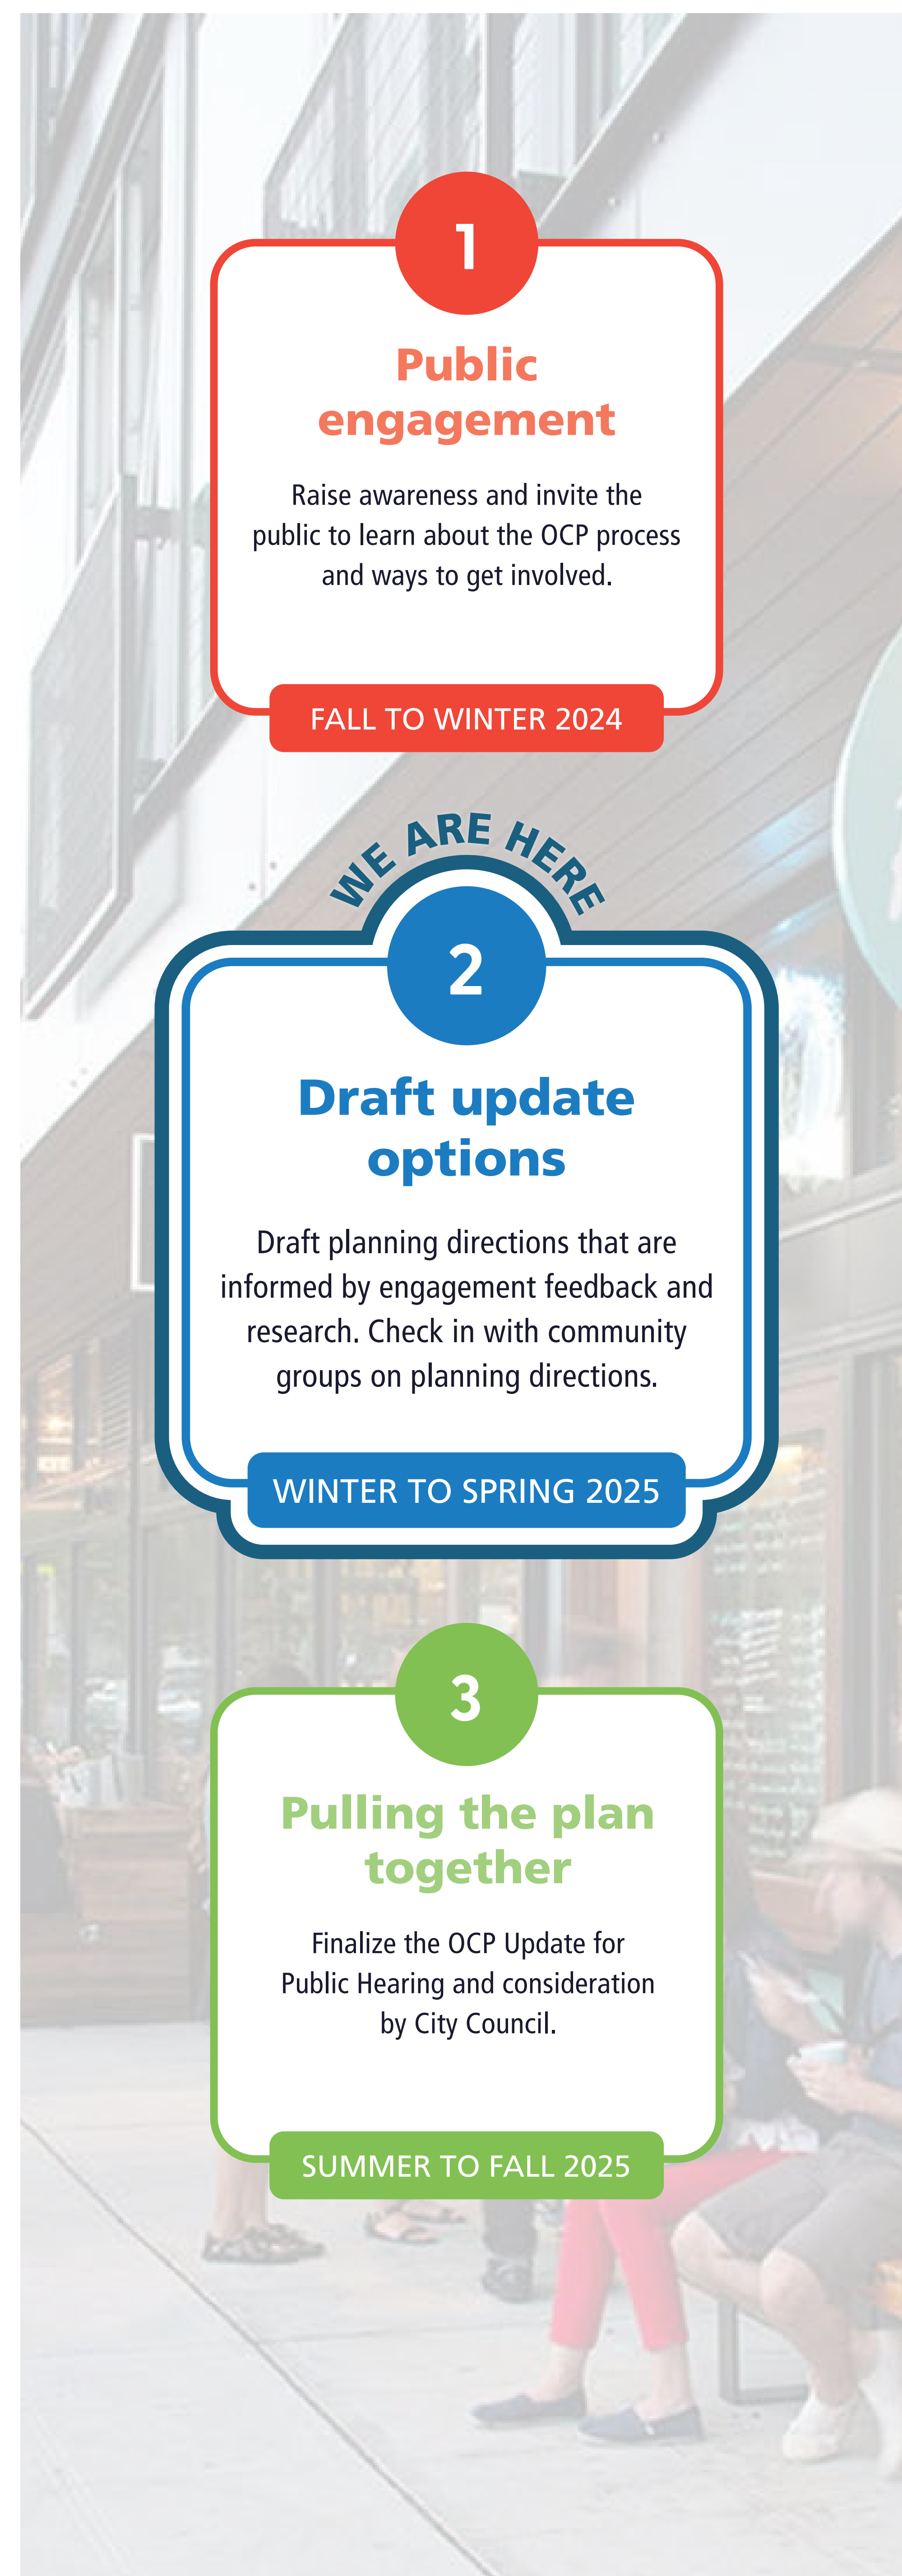 1
Public
engagement
Raise awareness and invite the
public to learn about the OCP process
and ways to get involved.
FALL TO WINTER 2024
WE ARE HERE
2
Draft update
options
Draft planning directions that are
informed by engagement feedback and
research. Check in with community
groups on planning directions.
WINTER TO SPRING 2025
3
Pulling the plan
together
Finalize the OCP Update for
Public Hearing and consideration
by City Council.
SUMMER TO FALL 2025